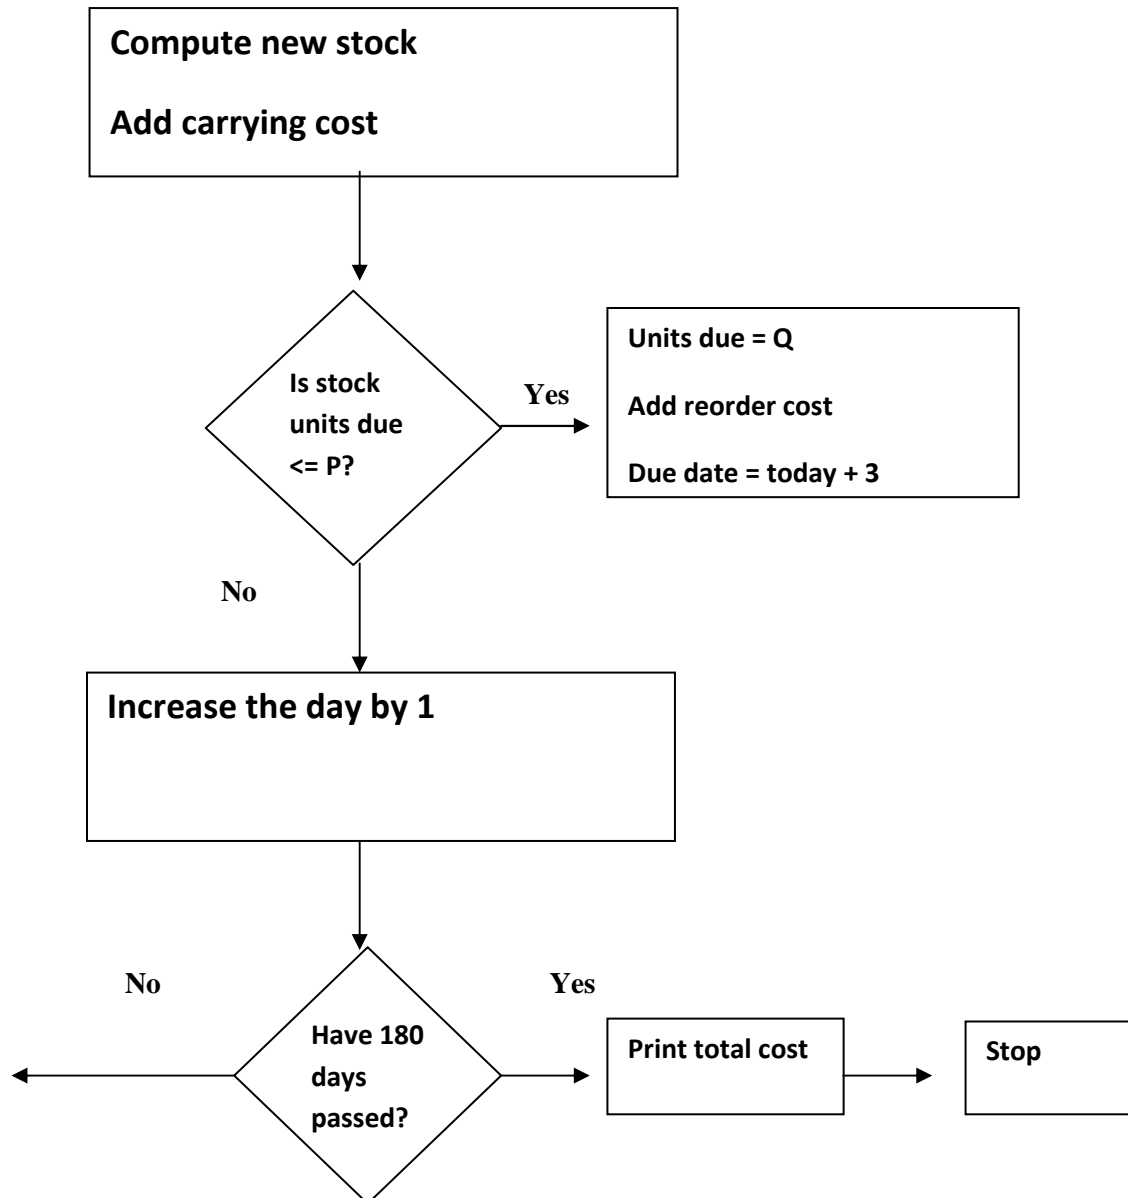 Compute new stock
Add carrying cost
Is stock
units due
<= P?
Yes
Units due = Q
Add reorder cost
Due date = today + 3
No
Increase the day by 1
No
Yes
Have 180
days
passed?
Print total cost
Stop